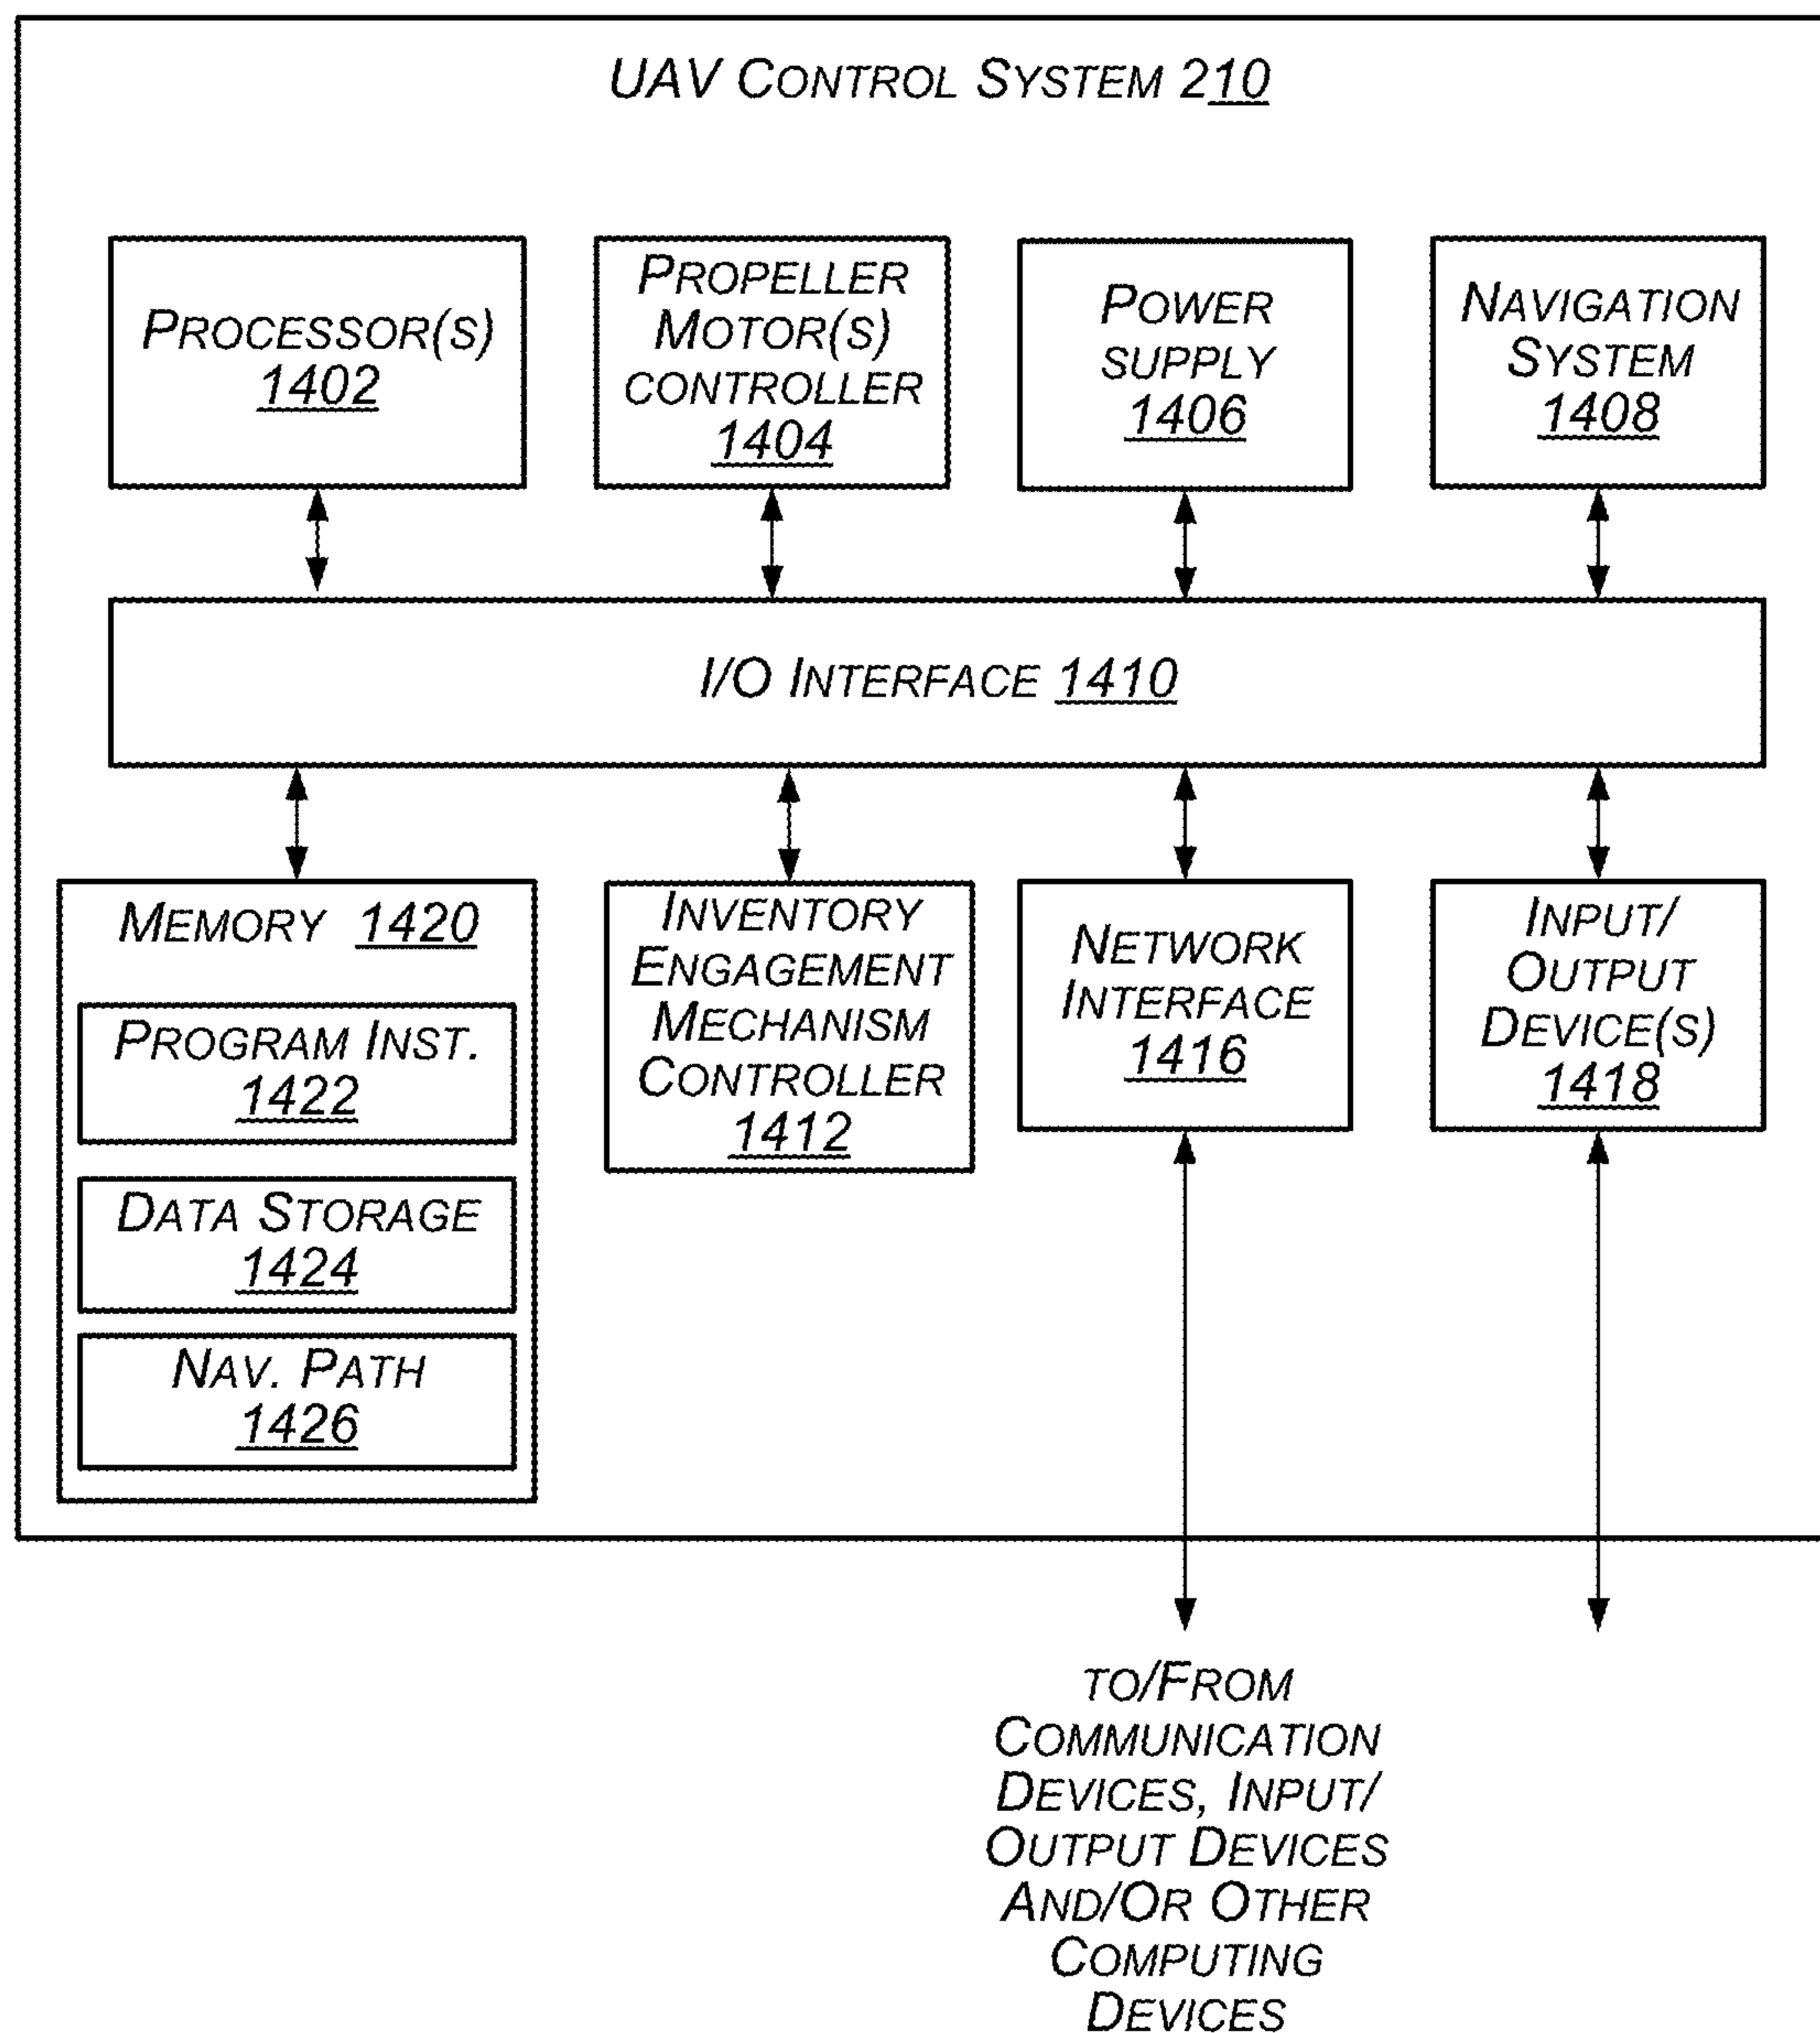 UAV CONTROL SYSTEM 210
PROCESSOR(S)
1402
PROPELLER
MOTOR(S)
CONTROLLER
1404
POWER
SUPPLY
1406
NAVIGATION
SYSTEM
1408
I/O INTERFACE 1410
MEMORY 1420
PROGRAM INST.
1422
DATA STORAGE
1424
NAV. PATH
1426
INVENTORY
ENGAGEMENT
MECHANISM
CONTROLLER
1412
NETWORK
INTERFACE
1416
INPUT/
OUTPUT
DEVICE(S)
1418
TO/FROM
COMMUNICATION
DEVICES, INPUT/
OUTPUT DEVICES
AND/OR OTHER
COMPUTING
DEVICES